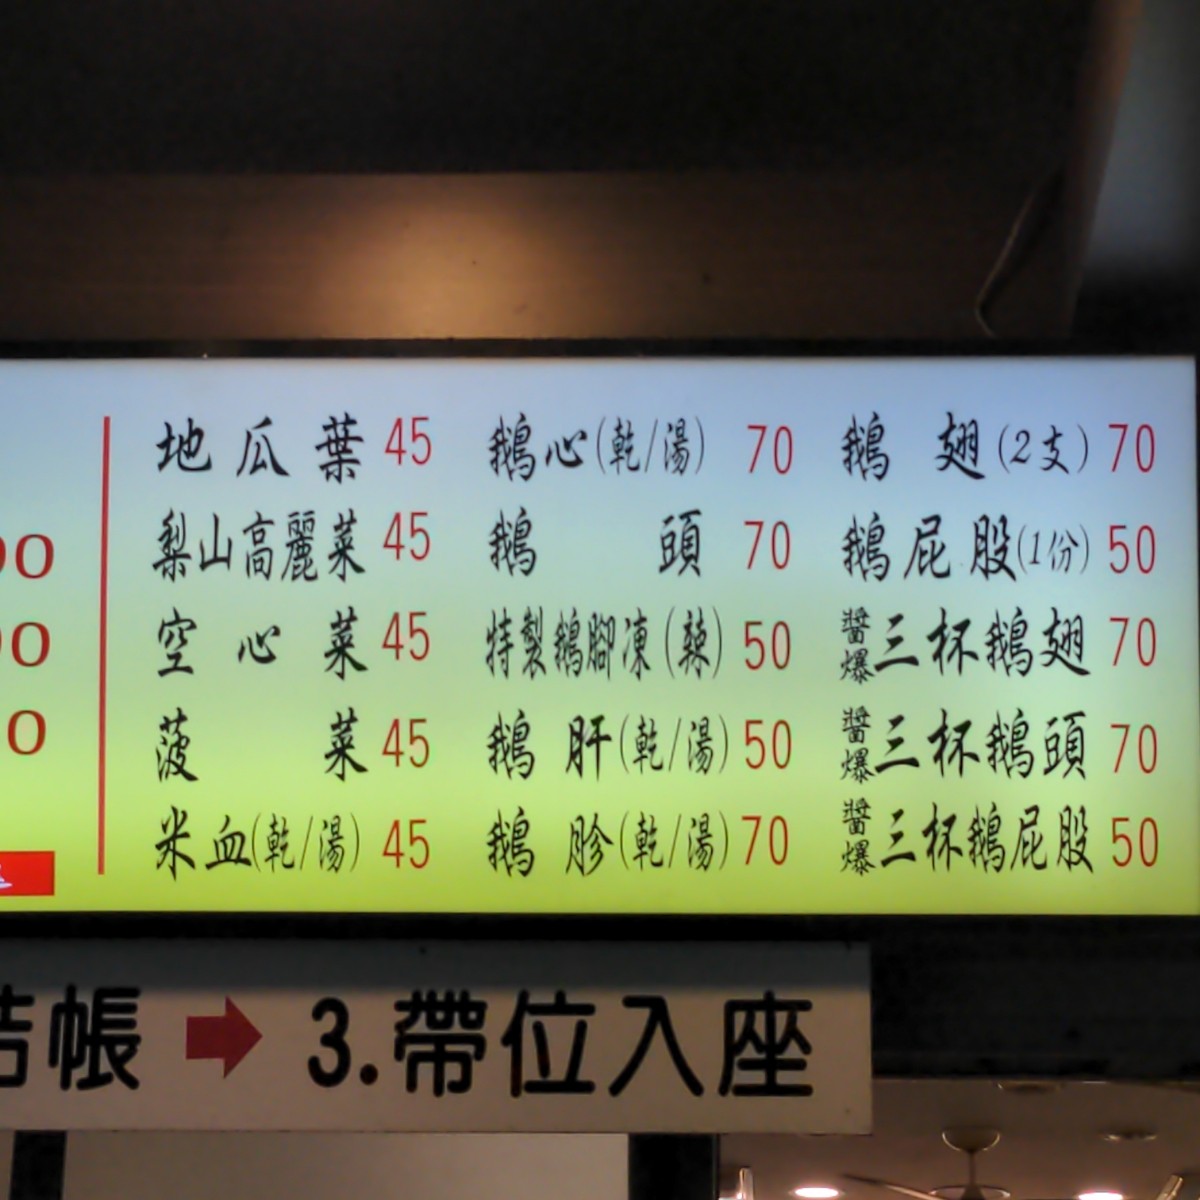 地瓜葉 45
梨山高麗菜 45
空心菜 45
菠菜 45
米血(乾/湯) 45
鵝心(乾/湯) 70
鵝頭 70
特製鵝腳凍(辣) 50
鵝肝(乾/湯) 50
鵝胗(乾/湯) 70
鵝翅(2支) 70
鵝屁股(1份) 50
醬爆三杯鵝翅 70
醬爆三杯鵝頭 70
醬爆三杯鵝屁股 50
結帳 → 3.帶位入座